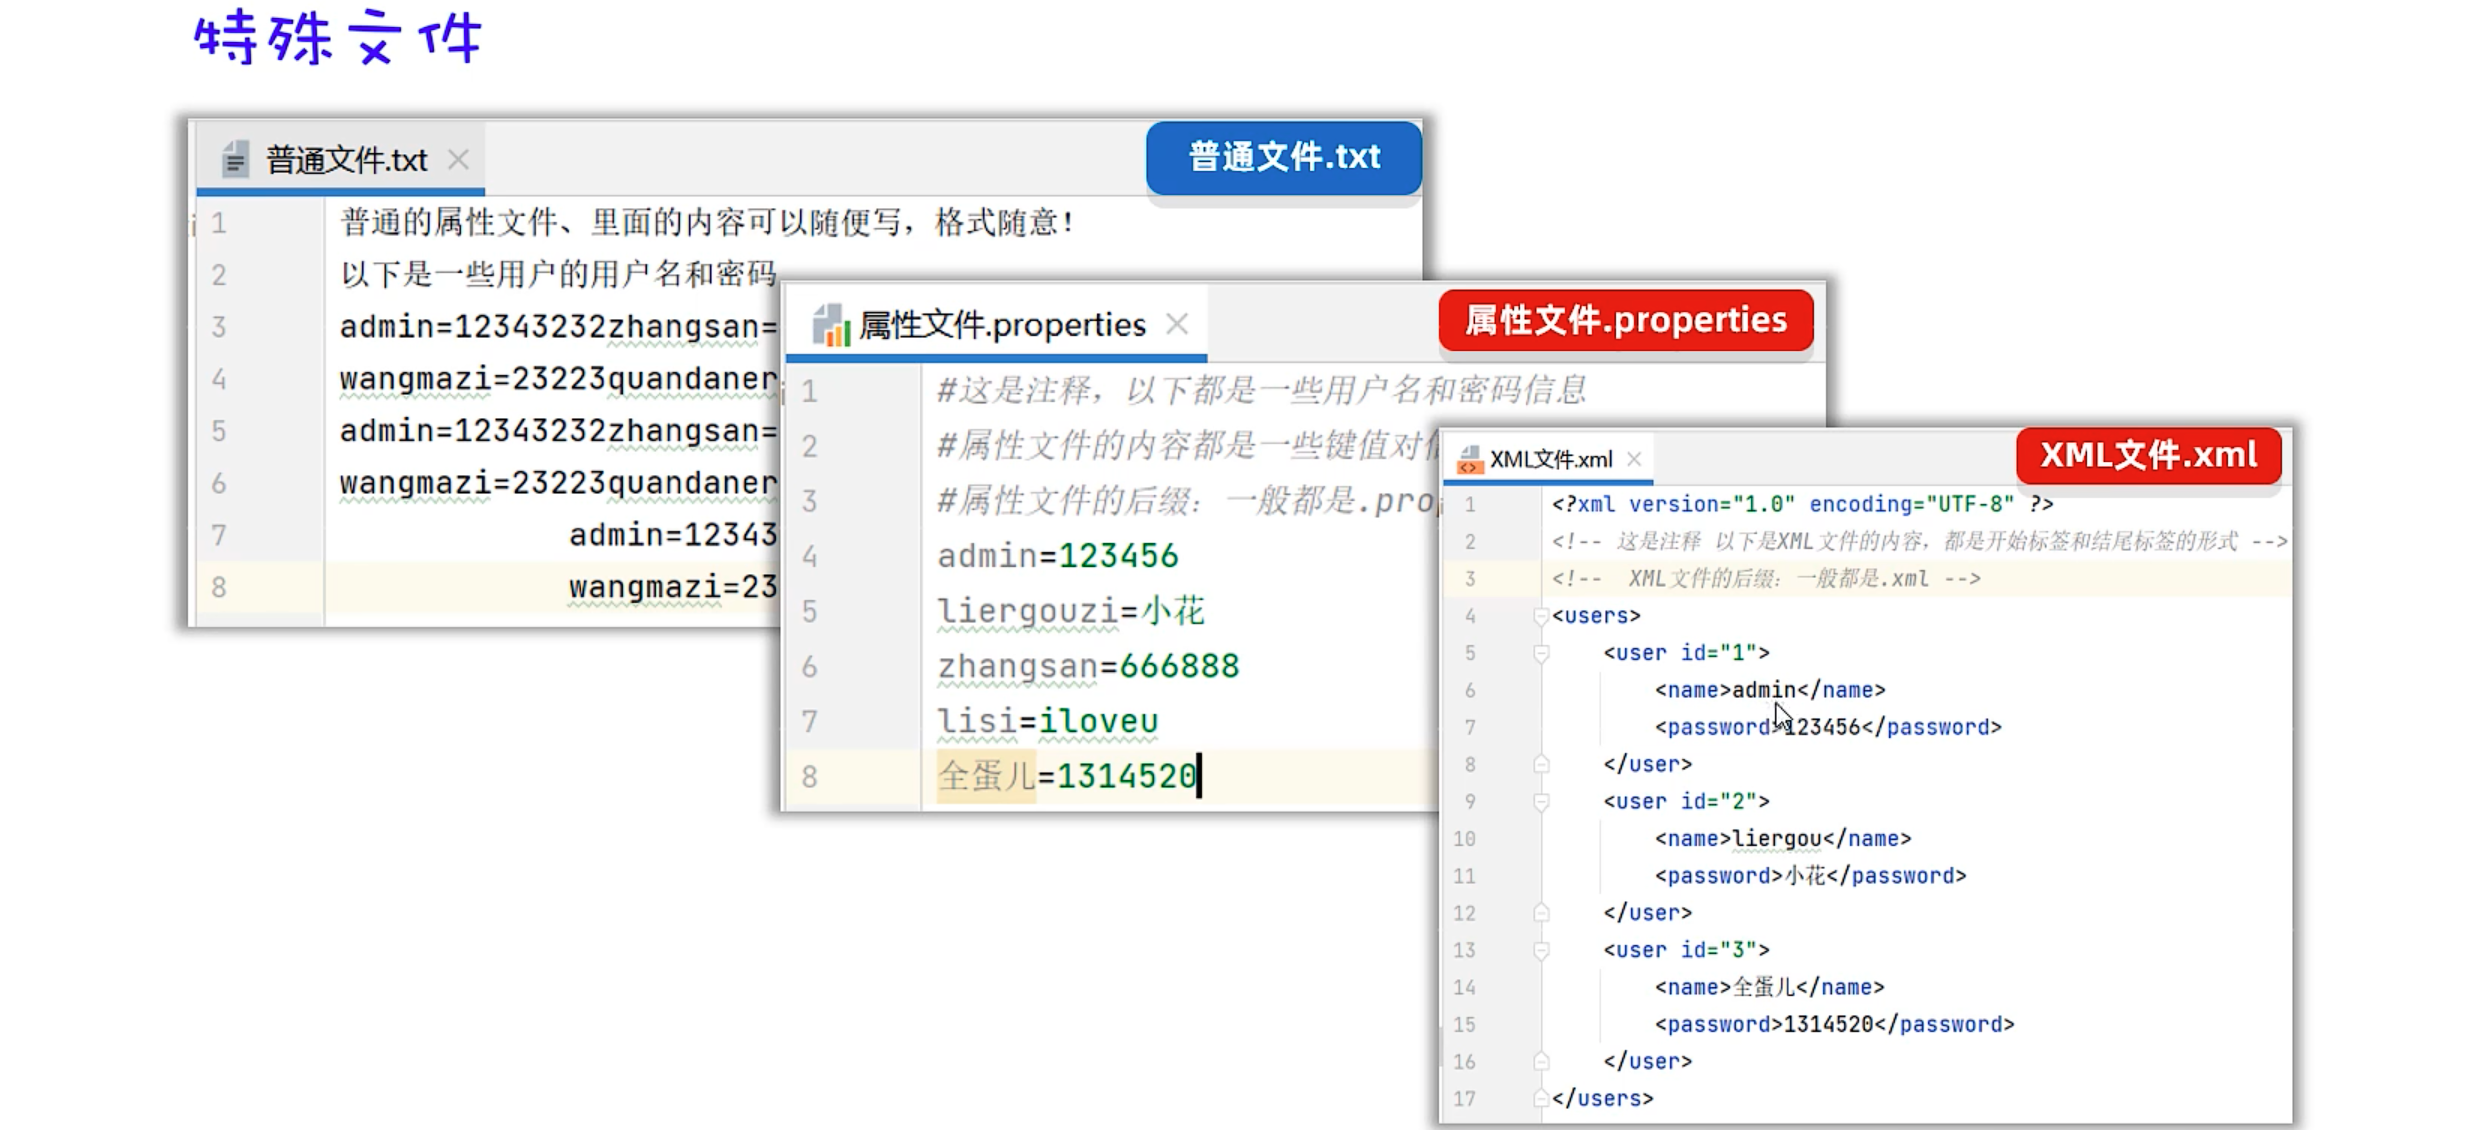 特殊文件
普通文件.txt
普通文件.txt
1 普通的属性文件、里面的内容可以随便写，格式随意！
2 以下是一些用户的用户名和密码
3 admin=12343232zhangsan=
4 wangmazi=23223quandaner
5 admin=12343232zhangsan=
6 wangmazi=23223quandaner
7 admin=12343
8 wangmazi=23
属性文件.properties
属性文件.properties
1 #这是注释，以下都是一些用户名和密码信息
2 #属性文件的内容都是一些键值对
3 #属性文件的后缀：一般都是.pro
4 admin=123456
5 liergouzi=小花
6 zhangsan=666888
7 lisi=iloveu
8 全蛋儿=1314520
XML文件.xml
XML文件.xml
1 <?xml version="1.0" encoding="UTF-8" ?>
2 <!-- 这是注释 以下是XML文件的内容，都是开始标签和结尾标签的形式 -->
3 <!-- XML文件的后缀：一般都是.xml -->
4 <users>
5 <user id="1">
6 <name>admin</name>
7 <password>123456</password>
8 </user>
9 <user id="2">
10 <name>liergou</name>
11 <password>小花</password>
12 </user>
13 <user id="3">
14 <name>全蛋儿</name>
15 <password>1314520</password>
16 </user>
17 </users>